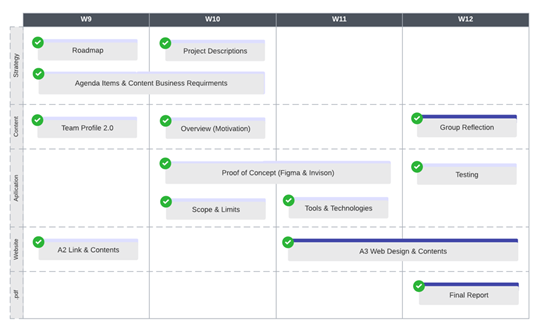 W9
W10
W11
W12
Strategy
Roadmap
Project Descriptions
Agenda Items & Content Business Requirments
Content
Team Profile 2.0
Overview (Motivation)
Group Reflection
Aplication
Proof of Concept (Figma & Invison)
Testing
Scope & Limits
Tools & Technologies
Website
A2 Link & Contents
A3 Web Design & Contents
.pdf
Final Report